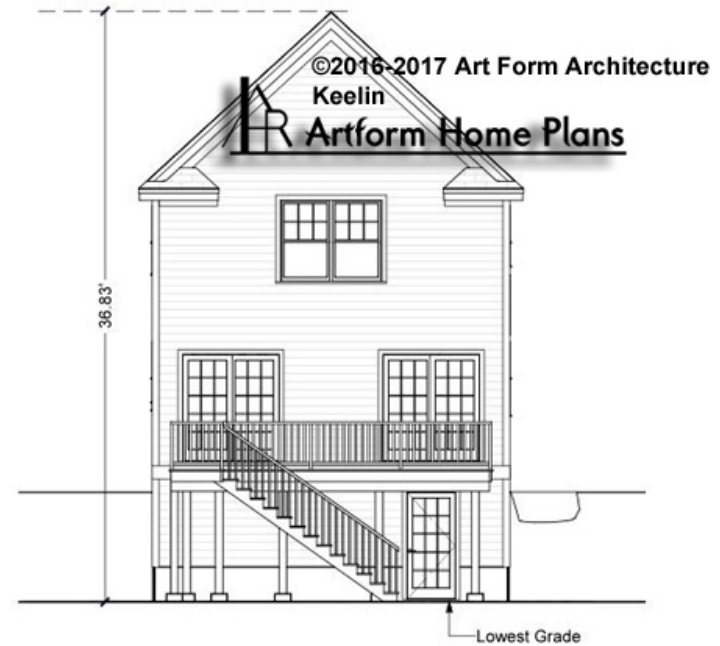 ©2016-2017 Art Form Architecture
Keelin
Artform Home Plans
36.83'
Lowest Grade